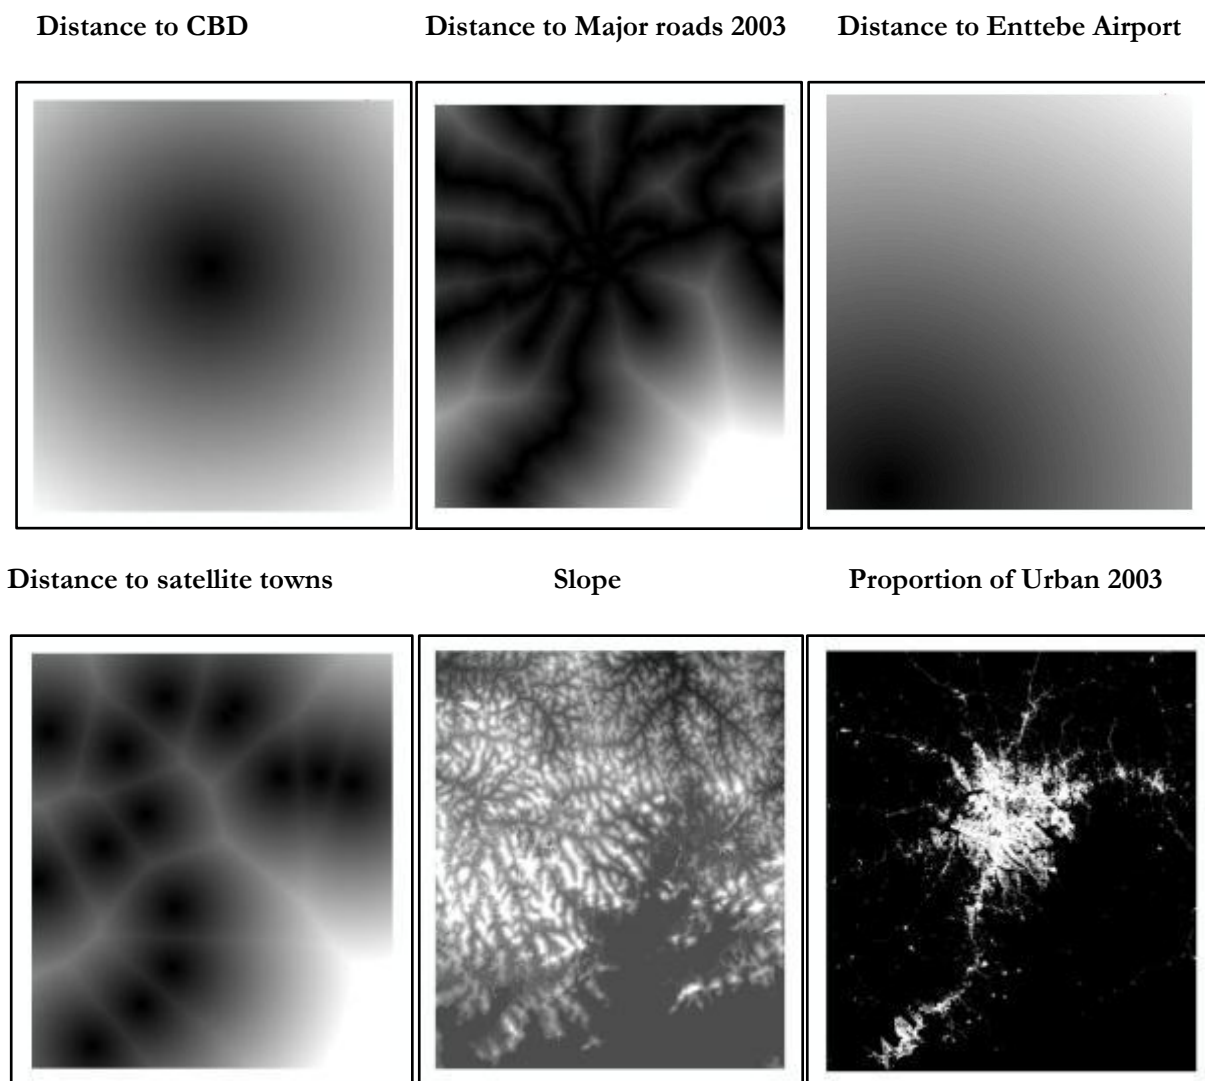 Distance to CBD
Distance to Major roads 2003
Distance to Enttebe Airport
Distance to satellite towns
Slope
Proportion of Urban 2003